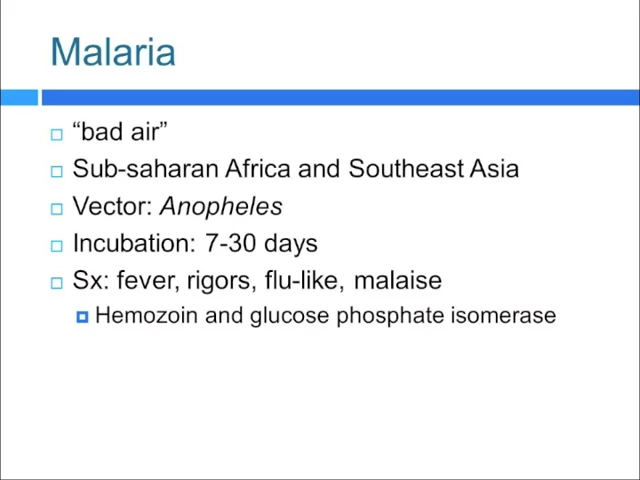 Malaria
“bad air”
Sub-saharan Africa and Southeast Asia
Vector: Anopheles
Incubation: 7-30 days
Sx: fever, rigors, flu-like, malaise
Hemozoin and glucose phosphate isomerase